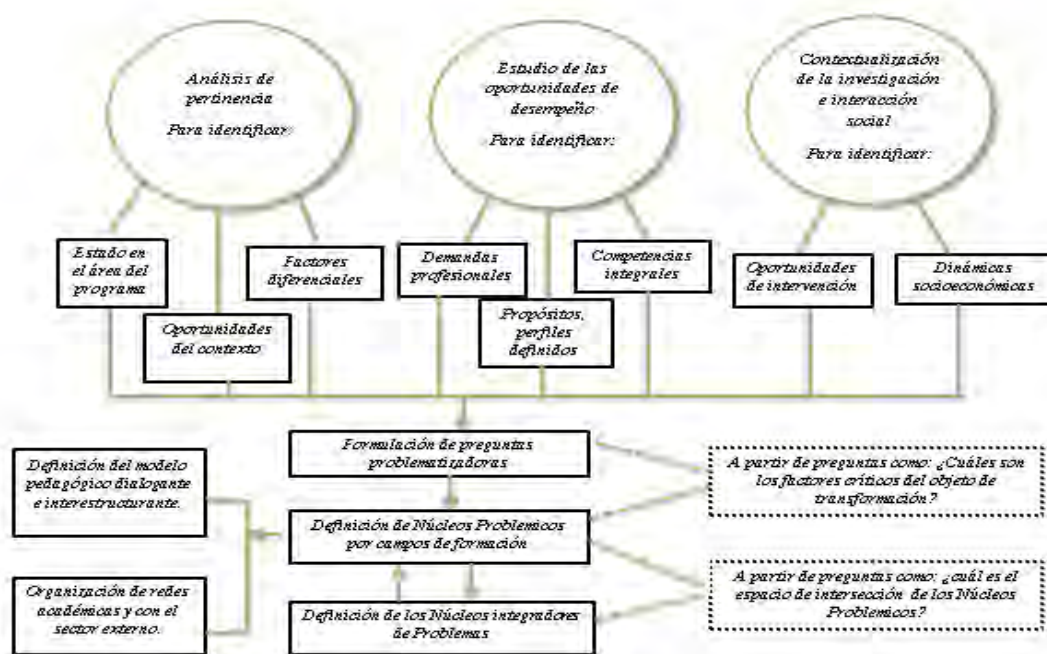 Análisis de
pertinencia
Para identificar:
Estudio de las
oportunidades de
desempeño
Para identificar:
Contextualización
de la investigación
e interacción
social
Para identificar:
Estado en
el área del
programa
Oportunidades
del contexto
Factores
diferenciales
Demandas
profesionales
Propósitos,
perfiles
definidos
Competencias
integrales
Oportunidades
de intervención
Dinámicas
socioeconómicas
Formulación de preguntas
problematizadoras
Definición del modelo
pedagógico dialogante
e interestructurante.
A partir de preguntas como: ¿Cuáles son
los factores críticos del objeto de
transformación?
Definición de Núcleos Problemicos
por campos de formación
Organización de redes
académicas y con el
sector externo.
A partir de preguntas como: ¿cuál es el
espacio de intersección de los Núcleos
Problemicos?
Definición de los Núcleos integradores
de Problemas